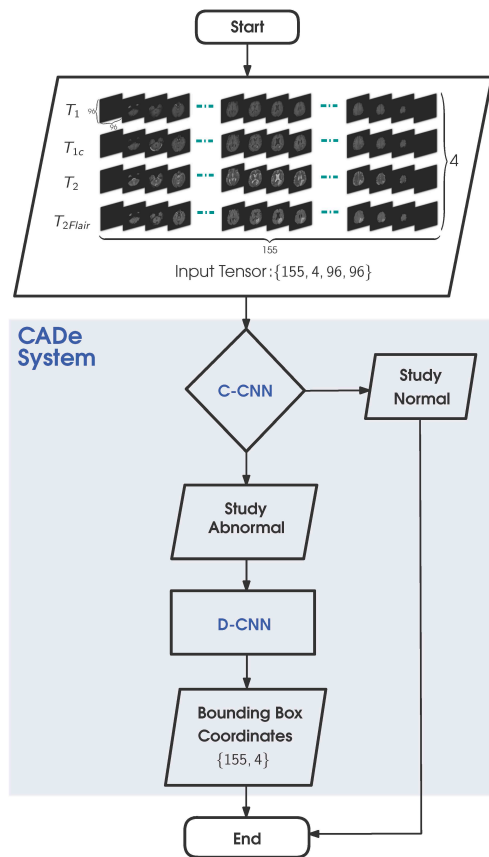 Start
T1
96
96
T1c
T2
4
T2Flair
155
Input Tensor:{155, 4, 96, 96}
CADe
System
C-CNN
Study
Normal
Study
Abnormal
D-CNN
Bounding Box
Coordinates
{155, 4}
End